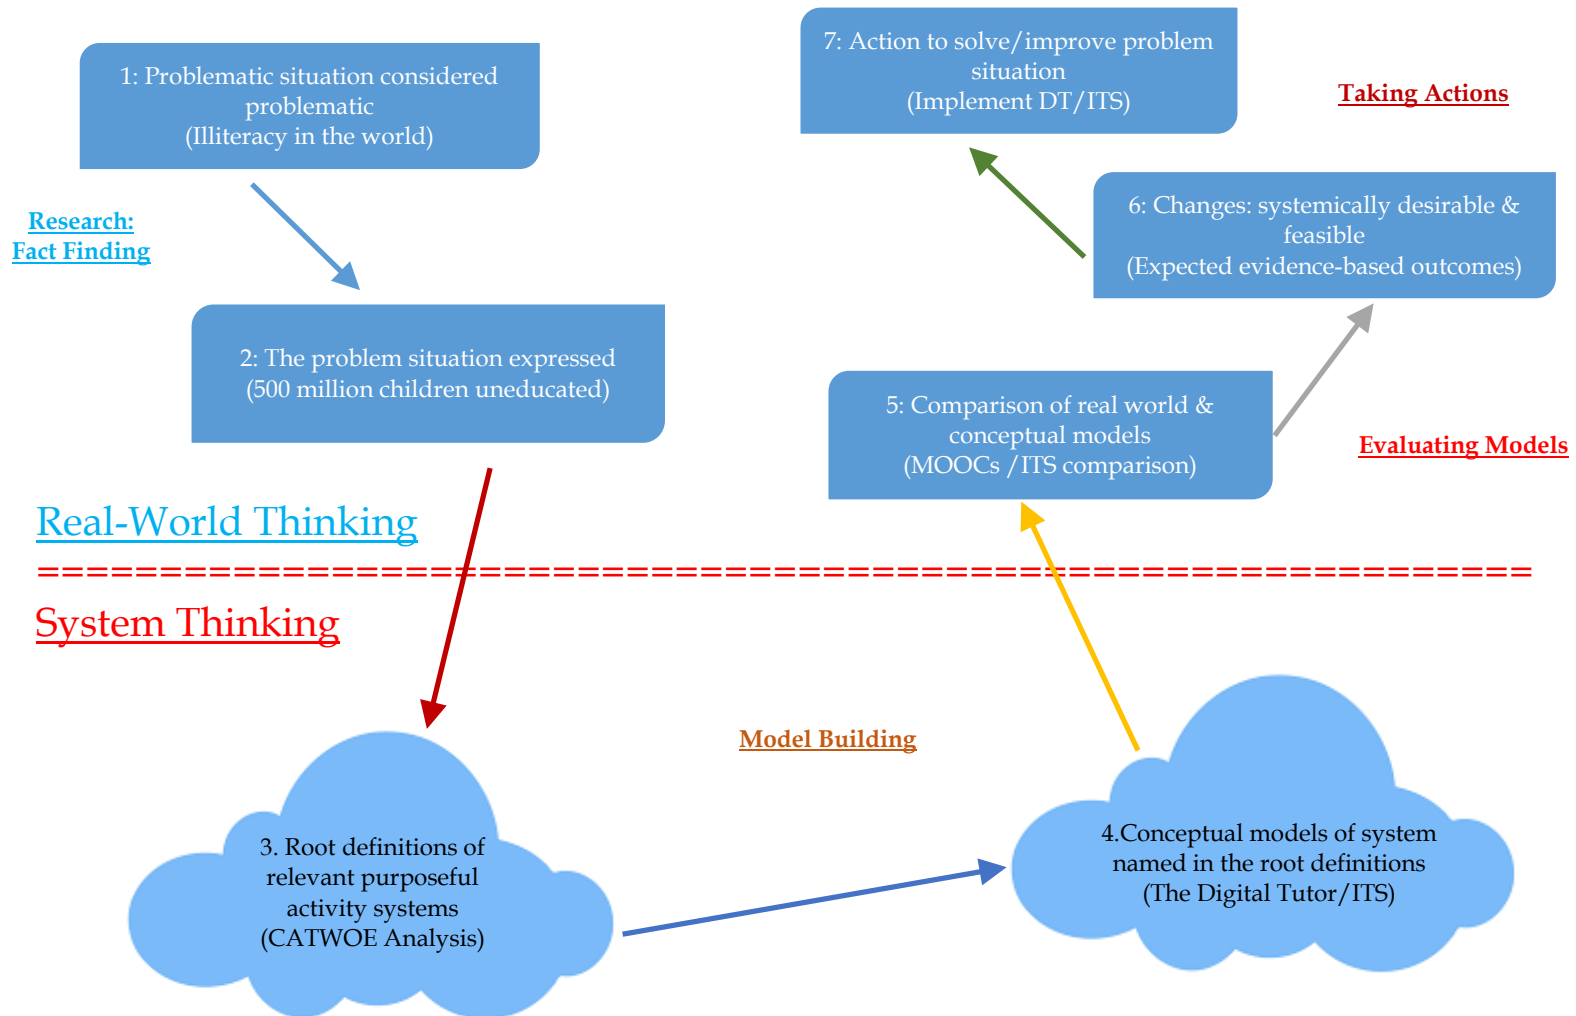 1: Problematic situation considered
problematic
(Illiteracy in the world)
Research:
Fact Finding
2: The problem situation expressed
(500 million children uneducated)
7: Action to solve/improve problem
situation
(Implement DT/ITS)
Taking Actions
6: Changes: systemically desirable &
feasible
(Expected evidence-based outcomes)
5: Comparison of real world &
conceptual models
(MOOCs /ITS comparison)
Evaluating Models
Real-World Thinking
=============================================================
System Thinking
Model Building
3. Root definitions of
relevant purposeful
activity systems
(CATWOE Analysis)
4.Conceptual models of system
named in the root definitions
(The Digital Tutor/ITS)